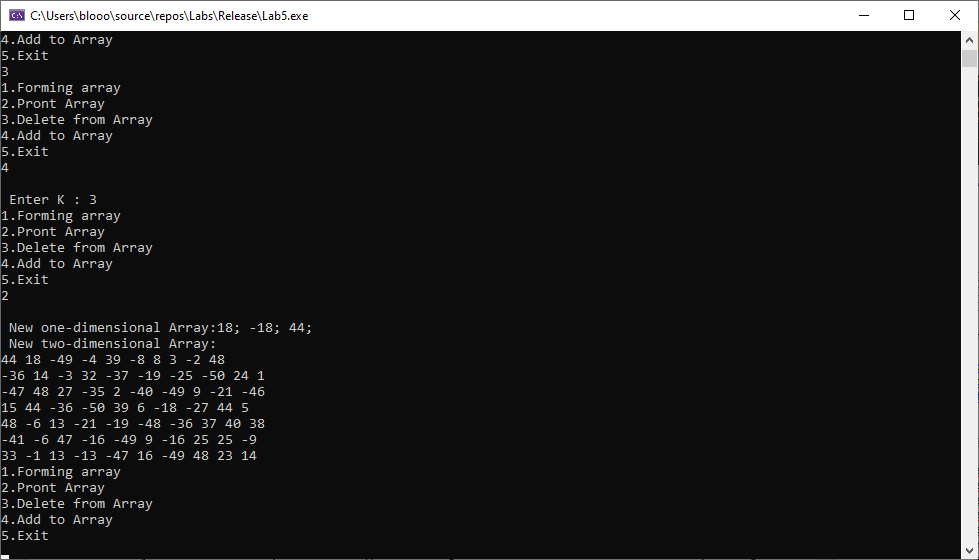 C:\Users\blooo\source\repos\Labs\Release\Lab5.exe
4.Add to Array
5.Exit
3
1.Forming array
2.Pront Array
3.Delete from Array
4.Add to Array
5.Exit
4
Enter K : 3
1.Forming array
2.Pront Array
3.Delete from Array
4.Add to Array
5.Exit
2
New one-dimensional Array:18; -18; 44;
New two-dimensional Array:
44 18 -49 -4 39 -8 8 3 -2 48
-36 14 -3 32 -37 -19 -25 -50 24 1
-47 48 27 -35 2 -40 -49 9 -21 -46
15 44 -36 -50 39 6 -18 -27 44 5
48 -6 13 -21 -19 -48 -36 37 40 38
-41 -6 47 -16 -49 9 -16 25 25 -9
33 -1 13 -13 -47 16 -49 48 23 14
1.Forming array
2.Pront Array
3.Delete from Array
4.Add to Array
5.Exit